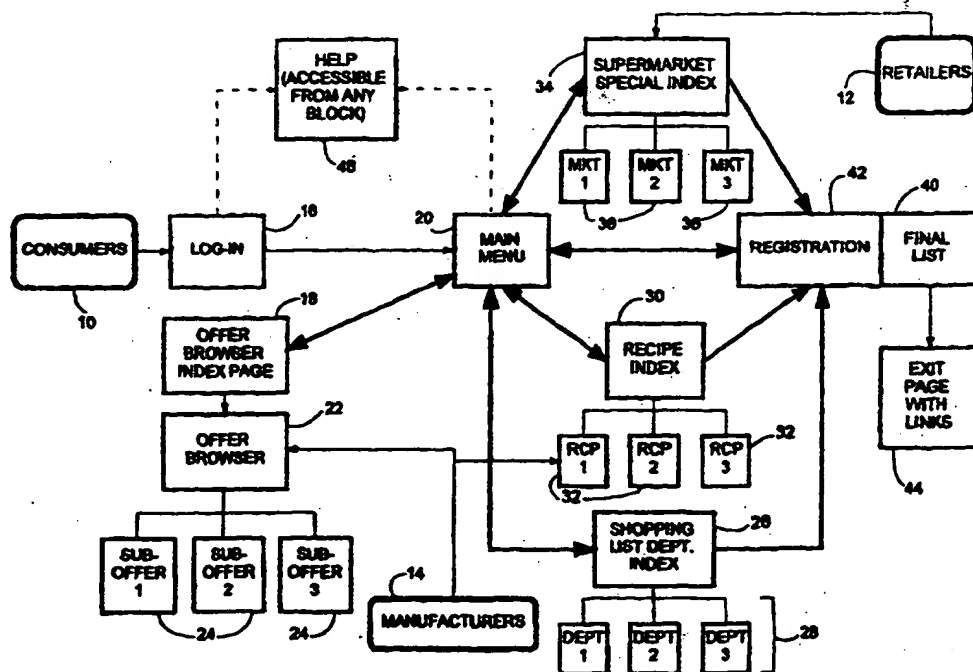 HELP
(ACCESSIBLE
FROM ANY
BLOCK)
48
34
SUPERMARKET
SPECIAL INDEX
RETAILERS
12
MKT
1
MKT
2
MKT
3
36
36
CONSUMERS
10
LOG-IN
16
20
MAIN
MENU
42
40
REGISTRATION
FINAL
LIST
18
OFFER
BROWSER
INDEX PAGE
30
RECIPE
INDEX
EXIT
PAGE
WITH
LINKS
44
22
OFFER
BROWSER
RCP
1
RCP
2
RCP
3
32
32
SUB-
OFFER
1
SUB-
OFFER
2
SUB-
OFFER
3
24
24
14
MANUFACTURERS
26
SHOPPING
LIST DEPT.
INDEX
DEPT
1
DEPT
2
DEPT
3
28